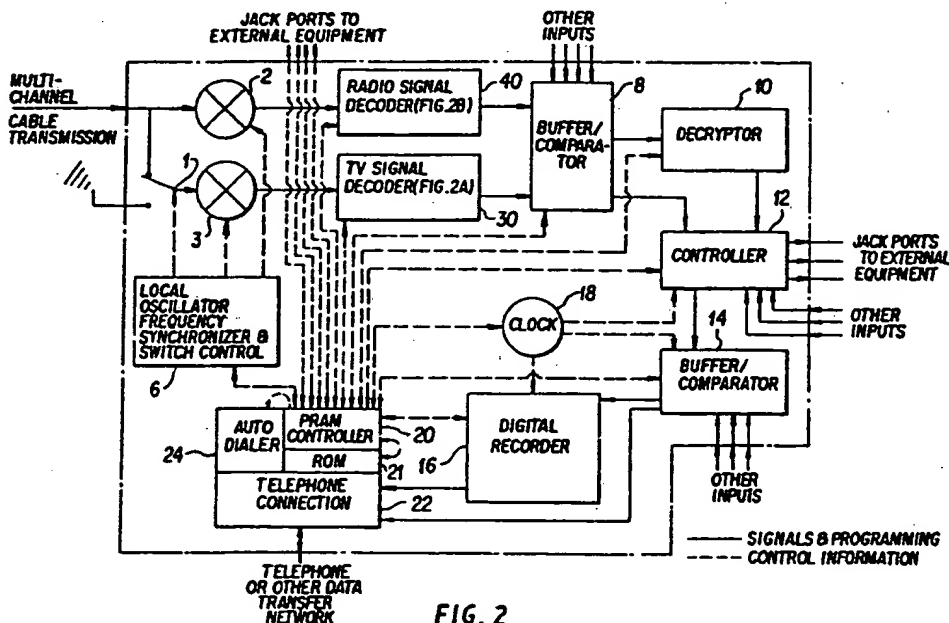 JACK PORTS TO
EXTERNAL EQUIPMENT
OTHER
INPUTS
MULTI-
CHANNEL
CABLE
TRANSMISSION
2
RADIO SIGNAL
DECODER(FIG.2B)
40
8
BUFFER/
COMPARA-
TOR
10
DECRYPTOR
1
3
TV SIGNAL
DECODER(FIG.2A)
30
12
CONTROLLER
JACK PORTS
TO EXTERNAL
EQUIPMENT
LOCAL
OSCILLATOR
FREQUENCY
SYNCHRONIZER &
SWITCH CONTROL
6
18
CLOCK
OTHER
INPUTS
14
BUFFER/
COMPARATOR
24
AUTO
DIALER
PRAM
CONTROLLER
20
ROM
21
TELEPHONE
CONNECTION
22
16
DIGITAL
RECORDER
OTHER
INPUTS
SIGNALS & PROGRAMMING
CONTROL INFORMATION
TELEPHONE
OR OTHER DATA
TRANSFER
NETWORK
FIG. 2